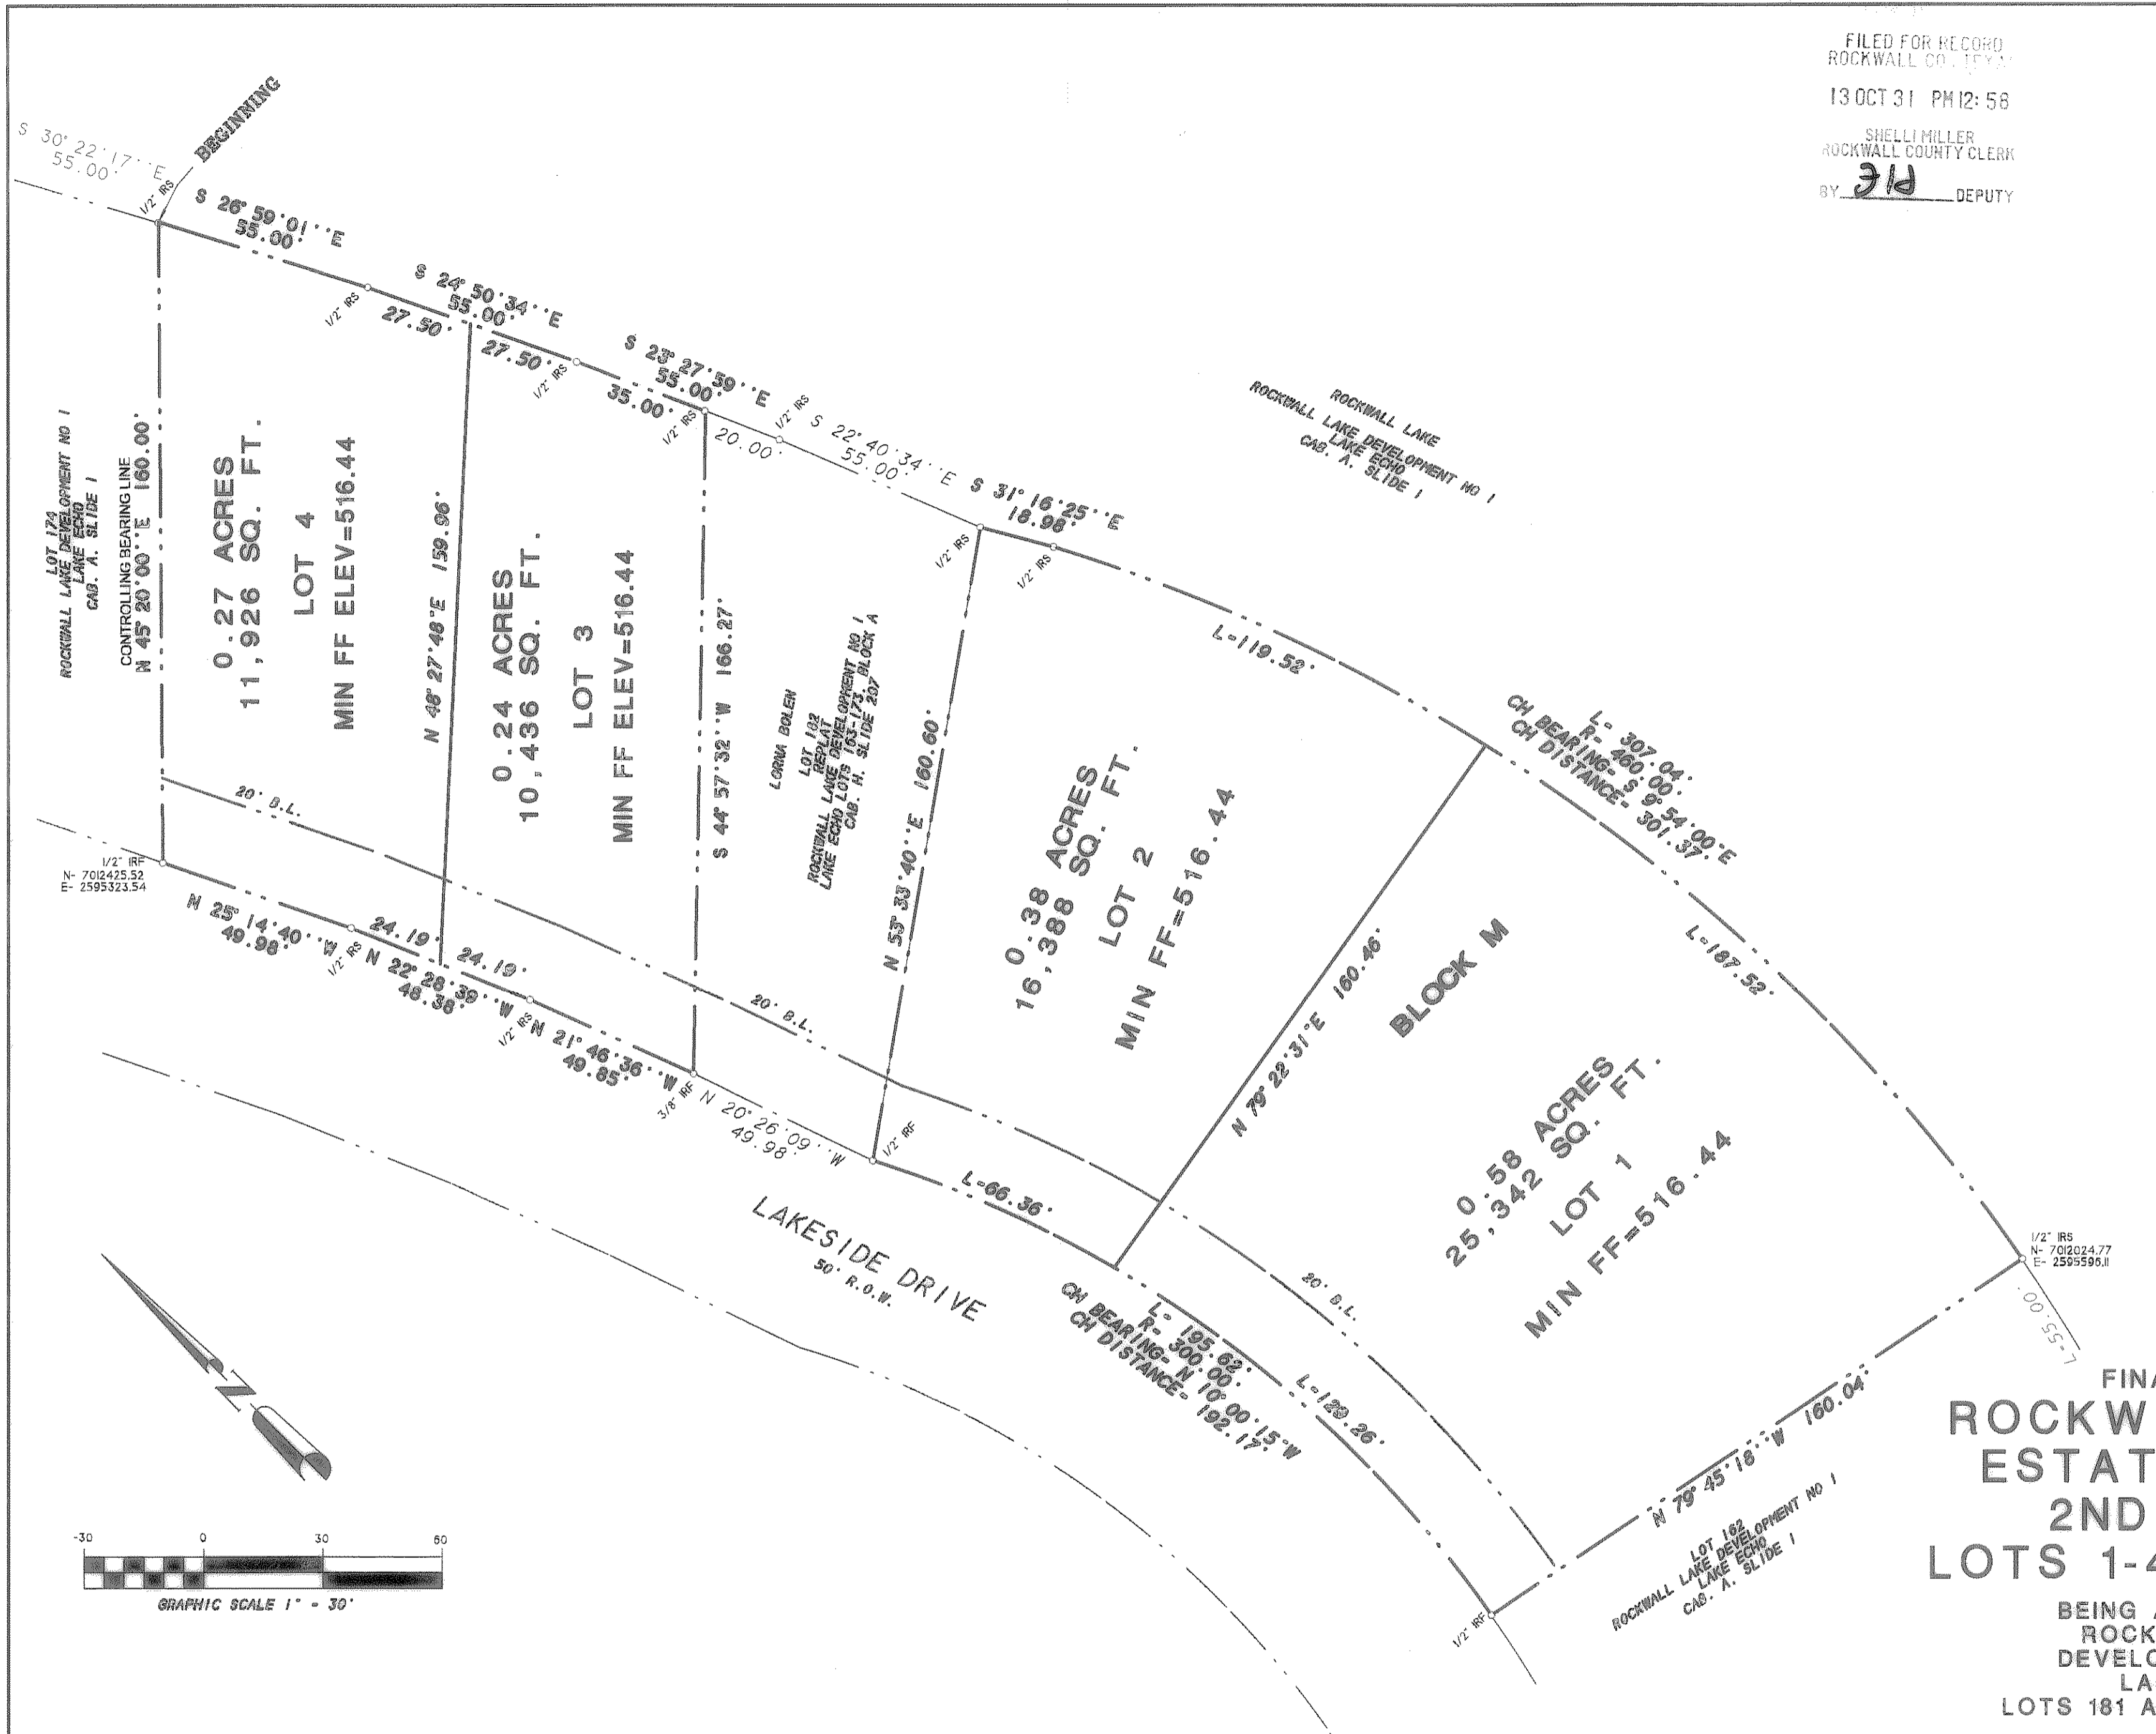 FILED FOR RECORD
ROCKWALL CO. TEXAS
13 OCT 31 PM 12: 58
SHELLI MILLER
ROCKWALL COUNTY CLERK
BY DEPUTY
BEGINNING
S 30° 22' 17'' E
55.00'
1/2" IRS
S 26° 59' 01'' E
55.00'
1/2" IRS
S 24° 50' 34'' E
55.00'
27.50'
27.50'
1/2" IRS
S 23° 27' 59'' E
55.00'
35.00'
1/2" IRS
20.00'
1/2" IRS
S 22° 40' 34'' E
55.00'
S 31° 16' 25'' E
18.98'
1/2" IRS
1/2" IRS
ROCKWALL LAKE
ROCKWALL LAKE DEVELOPMENT NO 1
LAKE ECHO
CAB. A. SLIDE 1
LOT 174
ROCKWALL LAKE DEVELOPMENT NO 1
LAKE ECHO
CAB. A. SLIDE 1
CONTROLLING BEARING LINE
N 45° 20' 00'' E 160.00'
0.27 ACRES
11,926 SQ. FT.
LOT 4
MIN FF ELEV=516.44
N 48° 27' 48" E 159.96'
0.24 ACRES
10,436 SQ. FT.
LOT 3
MIN FF ELEV=516.44
S 44° 57' 32'' W 166.27'
LORNA BOLEN
LOT 182
REPLAT
ROCKWALL LAKE DEVELOPMENT NO 1
LAKE ECHO LOTS 163-173, BLOCK A
CAB. H. SLIDE 297
N 53° 33' 40'' E 160.60'
0.38 ACRES
16,388 SQ. FT.
LOT 2
MIN FF=516.44
L-119.52'
L- 307.04'
R- 460.00'
CH BEARING- S 9° 54' 00" E
CH DISTANCE- 301.37'
L-187.52'
N 79° 22' 31" E 160.46'
BLOCK M
0.58 ACRES
25,342 SQ. FT.
LOT 1
MIN FF=516.44
20' B.L.
20' B.L.
20' B.L.
1/2" IRF
N- 7012425.52
E- 2595323.54
N 25° 14' 40'' W
49.98'
1/2" IRS
24.19'
24.19'
N 22° 28' 39'' W
48.38'
1/2" IRS
N 21° 46' 36'' W
49.85'
3/8" IRF
N 20° 26' 09'' W
49.98'
1/2" IRF
L-66.36'
LAKESIDE DRIVE
50' R.O.W.
L- 195.62'
R- 300.00'
CH BEARING- N 10° 00' 15" W
CH DISTANCE- 192.17'
L-129.26'
1/2" IRS
N- 7012024.77
E- 2595596.11
L-55.00'
N 79° 45' 18'' W 160.04'
1/2" IRF
LOT 162
ROCKWALL LAKE DEVELOPMENT NO 1
LAKE ECHO
CAB. A. SLIDE 1
N
-30 0 30 60
GRAPHIC SCALE 1" - 30'
FINA
ROCKW
ESTAT
2ND
LOTS 1-4
BEING A
ROCK
DEVELO
LA
LOTS 181 A